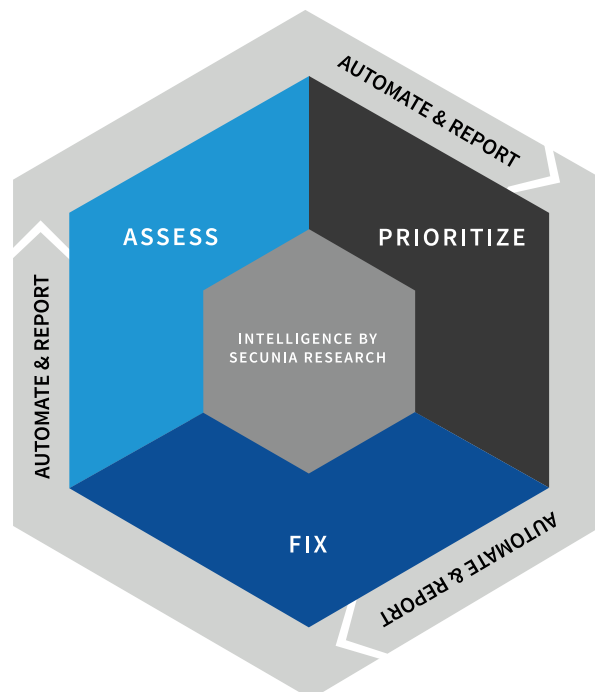 AUTOMATE & REPORT
ASSESS
PRIORITIZE
INTELLIGENCE BY
SECUNIA RESEARCH
AUTOMATE & REPORT
FIX
AUTOMATE & REPORT